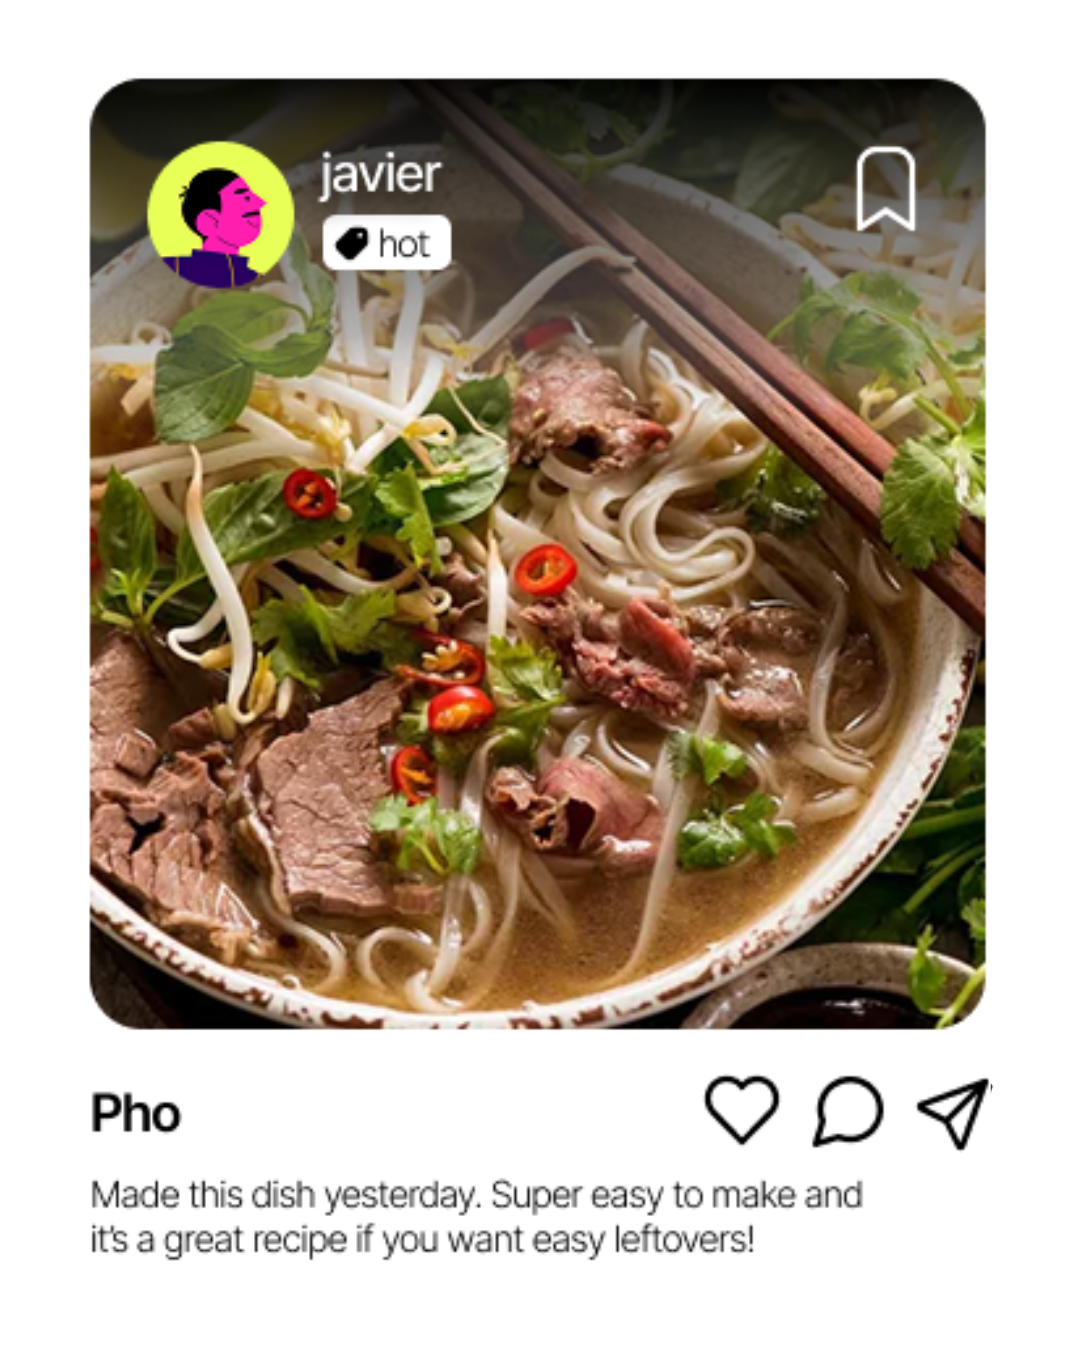 javier
hot
Pho
Made this dish yesterday. Super easy to make and
it's a great recipe if you want easy leftovers!